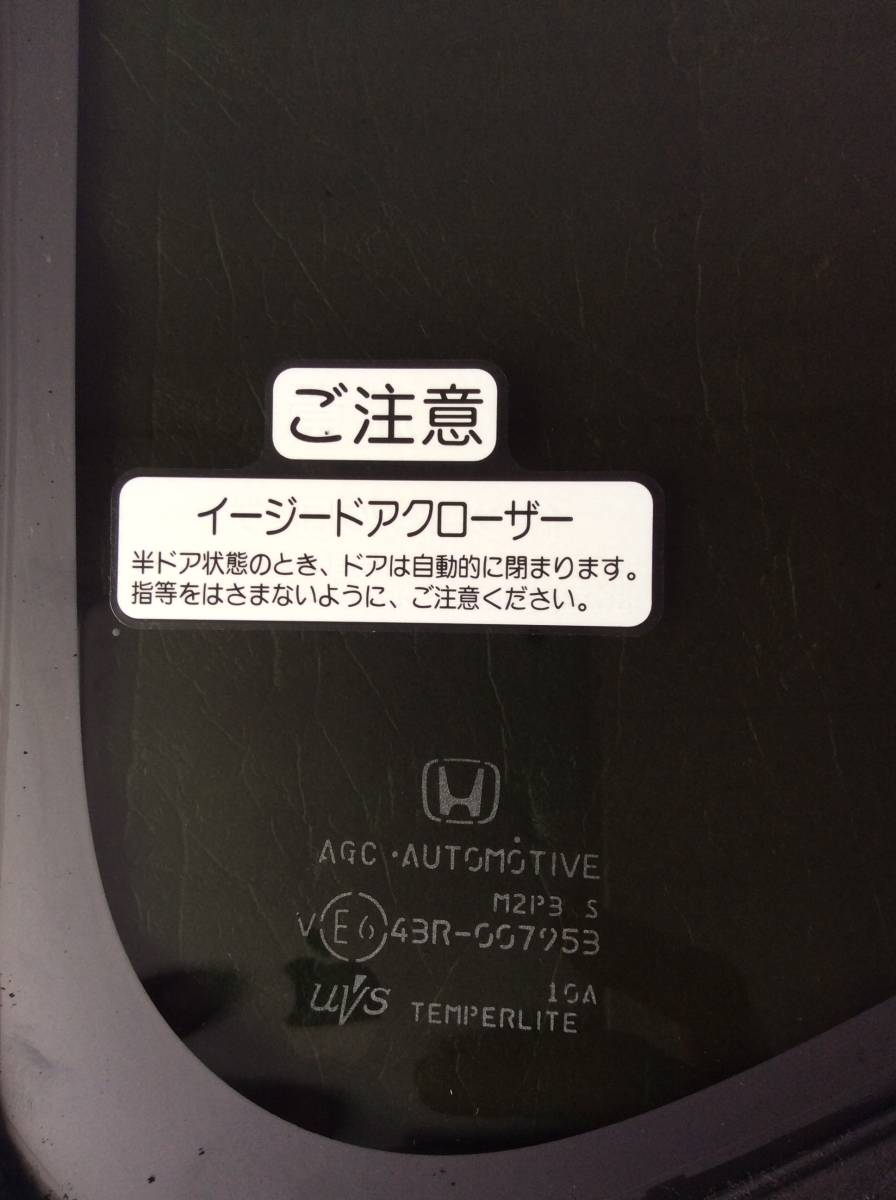 ご注意
イージードアクローザー
半ドア状態のとき、ドアは自動的に閉まります。
指等をはさまないように、ご注意ください。
AGC・AUTOMOTIVE
M2P3 S
V E6 43R-007953
UVS 10A
TEMPERLITE